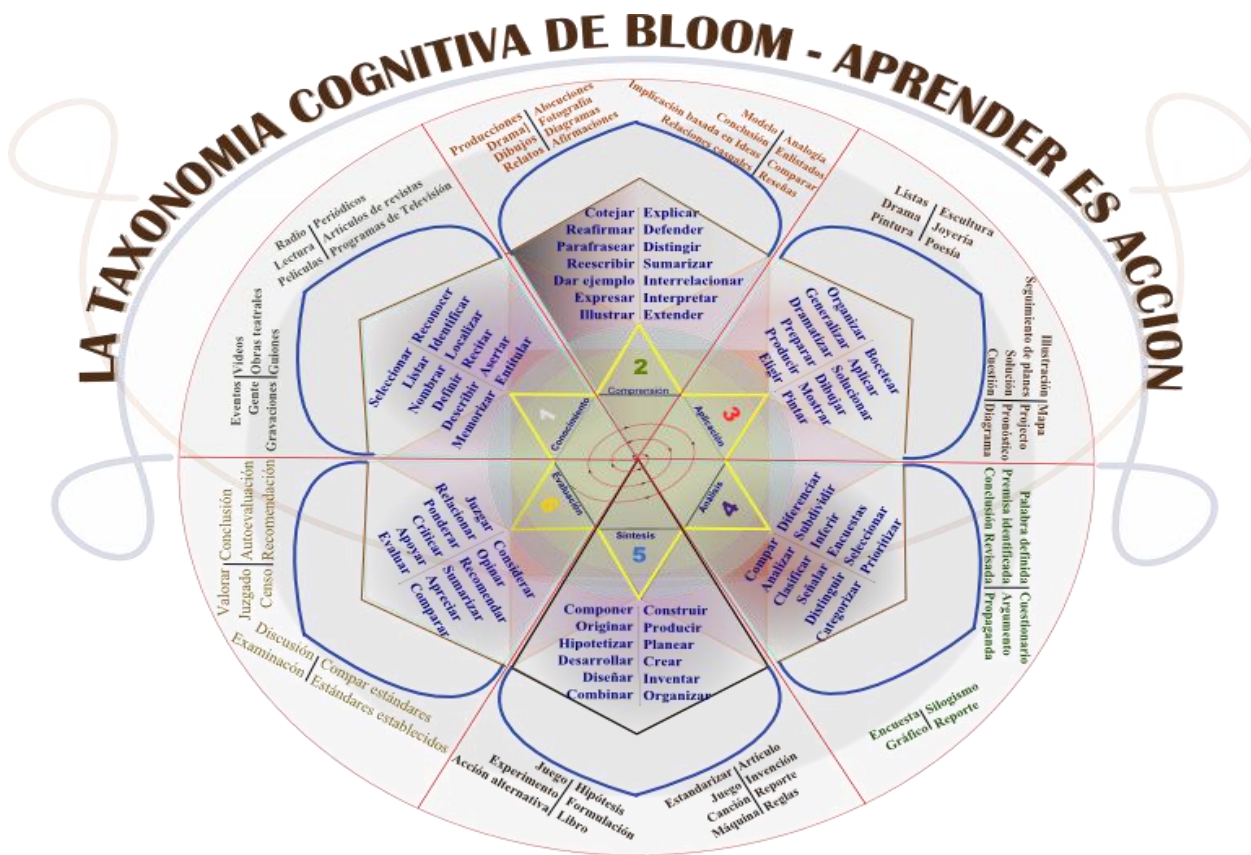 LA TAXONOMIA COGNITIVA DE BLOOM - APRENDER ES ACCION
1
Conocimiento
Seleccionar Reconocer
Listar Identificar
Nombrar Localizar
Definir Recitar
Describir Asertar
Memorizar Entitular
Radio Periódicos
Lectura Artículos de revistas
Películas Programas de Televisión
Eventos Videos
Gente Obras teatrales
Gravaciones Guiones
2
Comprensión
Cotejar Explicar
Reafirmar Defender
Parafrasear Distingir
Reescribir Sumarizar
Dar ejemplo Interrelacionar
Expresar Interpretar
Illustrar Extender
Producciones Alocuciones
Drama Fotografía
Dibujos Diagramas
Relatos Afirmaciones
Modelo Analogía
Conclusión Enlistados
Implicación basada en Ideas Comparar
Relaciones casuales Reseñas
3
Aplicación
Organizar Bocetear
Generalizar Aplicar
Dramatizar Solucionar
Preparar Dibujar
Producir Mostrar
Eligir Pintar
Listas Escultura
Drama Joyería
Pintura Poesía
Illustración Mapa
Seguimiento de planes Projecto
Solución Pronóstico
Cuestión Diagrama
4
Análisis
Compar Diferenciar
Analizar Subdividir
Clasificar Inferir
Señalar Encuestas
Distinguir Seleccionar
Categorizar Prioritizar
Palabra definida Cuestionario
Premisa identificada Argumento
Conclusión Revisada Propaganda
Encuesta Silogismo
Gráfico Reporte
5
Síntesis
Componer Construir
Originar Producir
Hipotetizar Planear
Desarrollar Crear
Diseñar Inventar
Combinar Organizar
Estandarizar Artículo
Juego Invención
Canción Reporte
Máquina Reglas
Juego Hipótesis
Experimento Formulación
Acción alternativa Libro
6
Evaluación
Juzgar Considerar
Relacionar Opinar
Ponderar Recomendar
Criticar Sumarizar
Apoyar Apreciar
Evaluar Comparar
Discusión Compar estándares
Examinacón Estándares establecidos
Valorar Conclusión
Juzgado Autoevaluación
Censo Recomendación